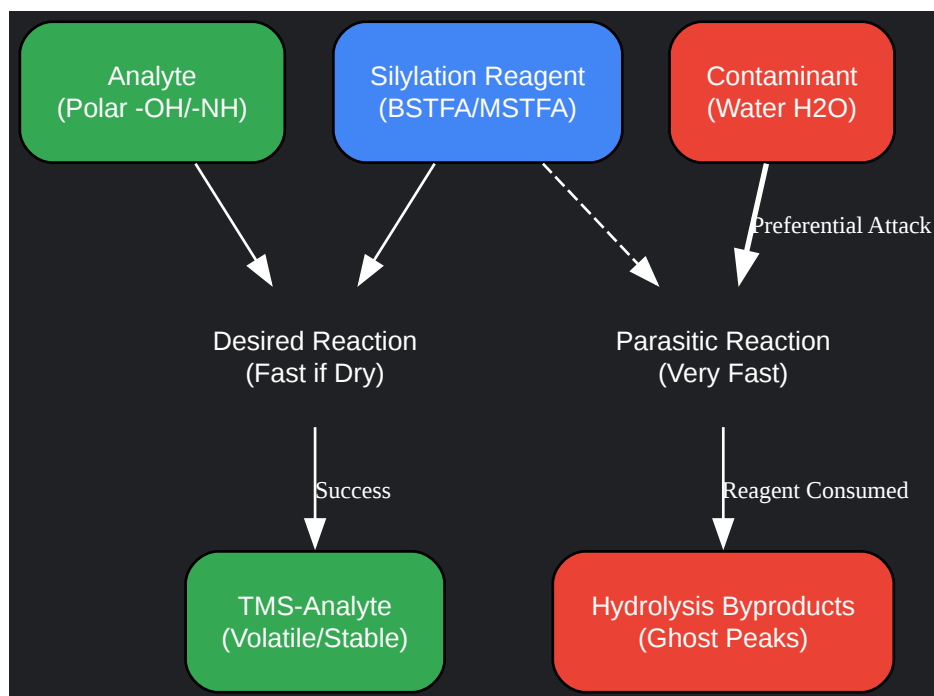 Analyte
(Polar -OH/-NH)
Silylation Reagent
(BSTFA/MSTFA)
Contaminant
(Water H2O)
Preferential Attack
Desired Reaction
(Fast if Dry)
Parasitic Reaction
(Very Fast)
Success
Reagent Consumed
TMS-Analyte
(Volatile/Stable)
Hydrolysis Byproducts
(Ghost Peaks)